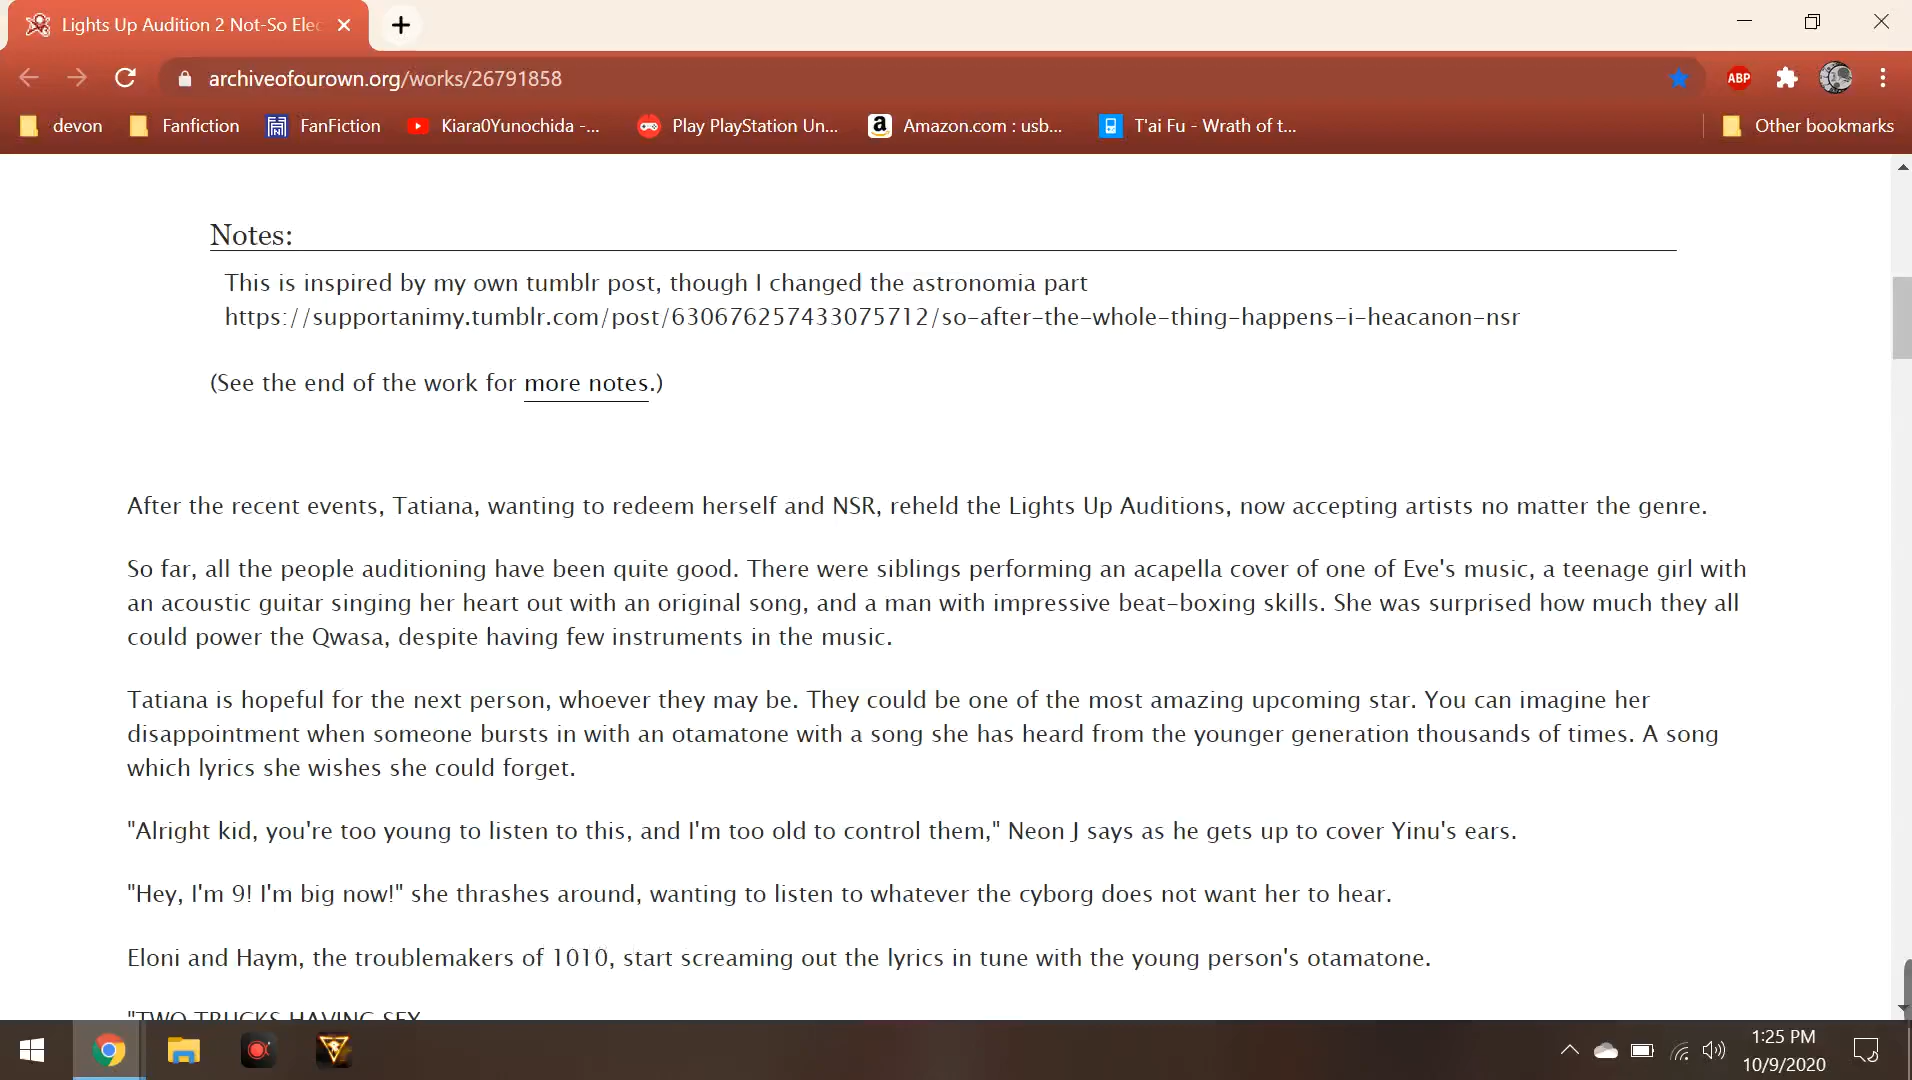 Lights Up Audition 2 Not-So Elec
archiveofourown.org/works/26791858
ABP
devon
Fanfiction
FanFiction
Kiara0Yunochida -...
Play PlayStation Un...
Amazon.com : usb...
T'ai Fu - Wrath of t...
Other bookmarks
Notes:
This is inspired by my own tumblr post, though I changed the astronomia part
https://supportanimy.tumblr.com/post/630676257433075712/so-after-the-whole-thing-happens-i-heacanon-nsr
(See the end of the work for more notes.)
After the recent events, Tatiana, wanting to redeem herself and NSR, reheld the Lights Up Auditions, now accepting artists no matter the genre.
So far, all the people auditioning have been quite good. There were siblings performing an acapella cover of one of Eve's music, a teenage girl with
an acoustic guitar singing her heart out with an original song, and a man with impressive beat-boxing skills. She was surprised how much they all
could power the Qwasa, despite having few instruments in the music.
Tatiana is hopeful for the next person, whoever they may be. They could be one of the most amazing upcoming star. You can imagine her
disappointment when someone bursts in with an otamatone with a song she has heard from the younger generation thousands of times. A song
which lyrics she wishes she could forget.
"Alright kid, you're too young to listen to this, and I'm too old to control them," Neon J says as he gets up to cover Yinu's ears.
"Hey, I'm 9! I'm big now!" she thrashes around, wanting to listen to whatever the cyborg does not want her to hear.
Eloni and Haym, the troublemakers of 1010, start screaming out the lyrics in tune with the young person's otamatone.
"TWO TRUCKS HAVING SEX
1:25 PM
10/9/2020